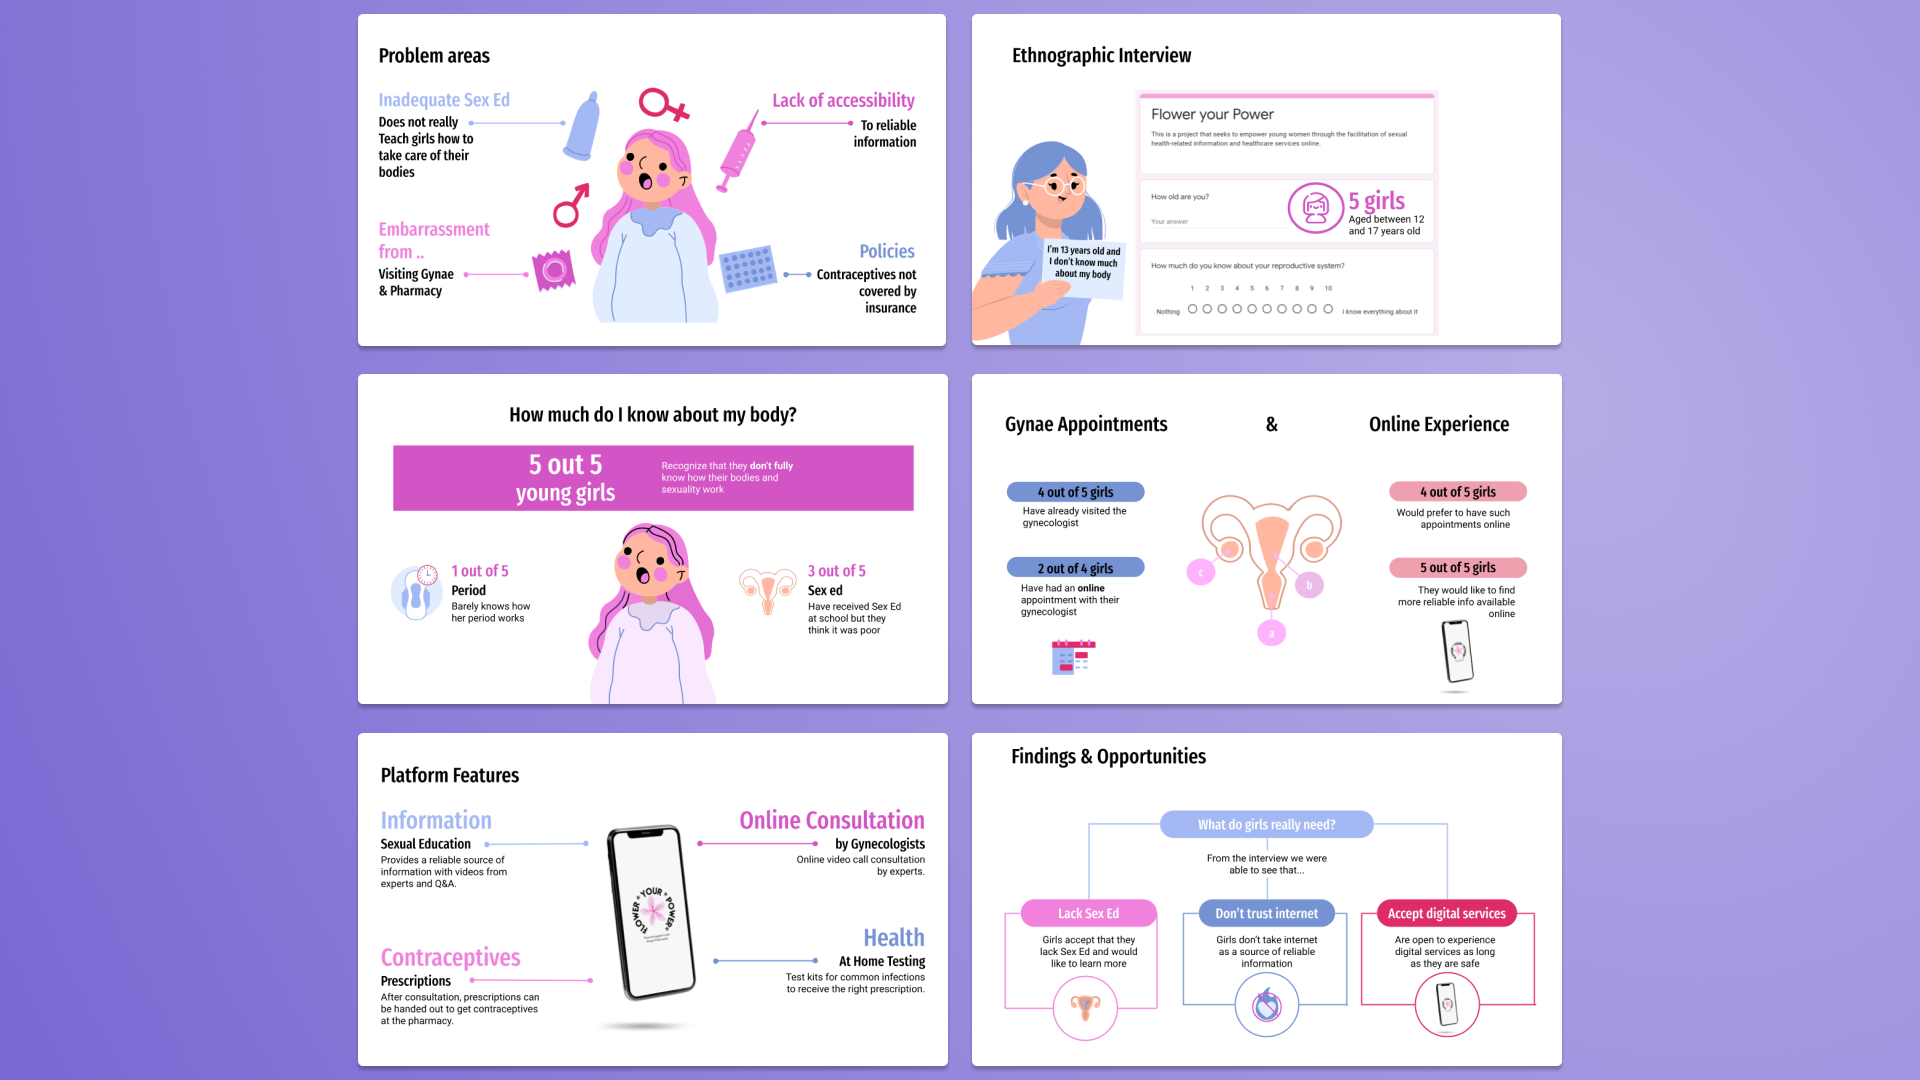 Problem areas
Inadequate Sex Ed
Does not really
Teach girls how to
take care of their
bodies
Lack of accessibility
To reliable
information
Embarrassment
from ..
Visiting Gynae
& Pharmacy
Policies
Contraceptives not
covered by
insurance
Ethnographic Interview
I'm 13 years old and
I don't know much
about my body
Flower your Power
This is a project that seeks to empower young women through the facilitation of sexual
health-related information and healthcare services online.
How old are you?
Your answer
5 girls
Aged between 12
and 17 years old
How much do you know about your reproductive system?
1 2 3 4 5 6 7 8 9 10
Nothing
I know everything about it
How much do I know about my body?
5 out 5
young girls
Recognize that they don't fully
know how their bodies and
sexuality work
1 out of 5
Period
Barely knows how
her period works
3 out of 5
Sex ed
Have received Sex Ed
at school but they
think it was poor
Gynae Appointments & Online Experience
4 out of 5 girls
Have already visited the
gynecologist
2 out of 4 girls
Have had an online
appointment with their
gynecologist
c
b
a
4 out of 5 girls
Would prefer to have such
appointments online
5 out of 5 girls
They would like to find
more reliable info available
online
Platform Features
Information
Sexual Education
Provides a reliable source of
information with videos from
experts and Q&A.
Online Consultation
by Gynecologists
Online video call consultation
by experts.
FLOWER * YOUR * POWER *
Contraceptives
Prescriptions
After consultation, prescriptions can
be handed out to get contraceptives
at the pharmacy.
Health
At Home Testing
Test kits for common infections
to receive the right prescription.
Findings & Opportunities
What do girls really need?
From the interview we were
able to see that...
Lack Sex Ed
Girls accept that they
lack Sex Ed and would
like to learn more
Don't trust internet
Girls don't take internet
as a source of reliable
information
Accept digital services
Are open to experience
digital services as long
as they are safe